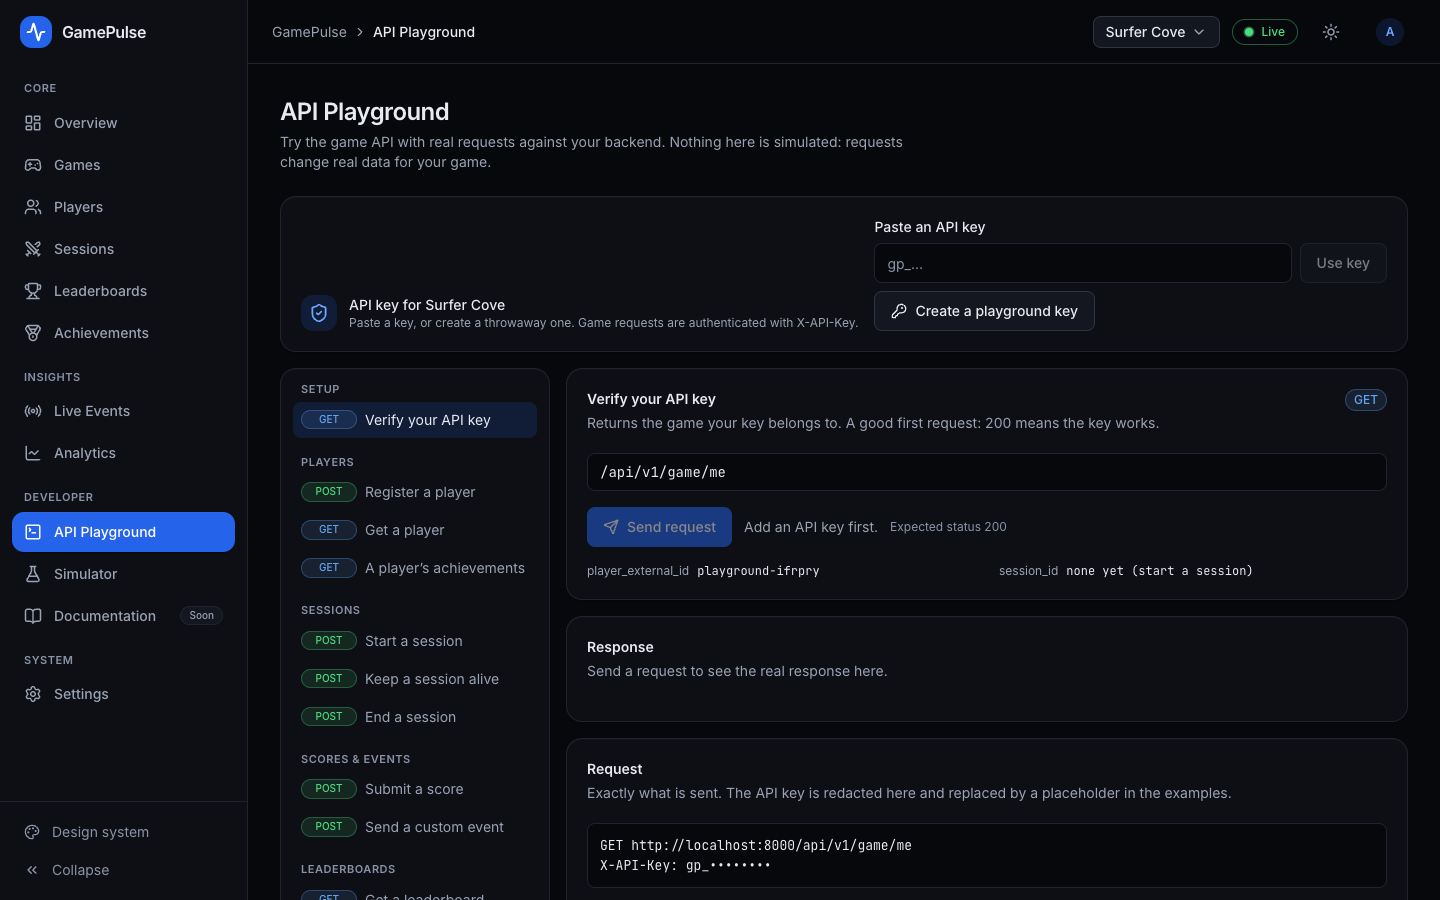 GamePulse
CORE
Overview
Games
Players
Sessions
Leaderboards
Achievements
INSIGHTS
Live Events
Analytics
DEVELOPER
API Playground
Simulator
Documentation Soon
SYSTEM
Settings
Design system
Collapse
GamePulse > API Playground
Surfer Cove
Live
A
API Playground
Try the game API with real requests against your backend. Nothing here is simulated: requests
change real data for your game.
API key for Surfer Cove
Paste a key, or create a throwaway one. Game requests are authenticated with X-API-Key.
Paste an API key
gp_...
Use key
Create a playground key
SETUP
GET Verify your API key
PLAYERS
POST Register a player
GET Get a player
GET A player’s achievements
SESSIONS
POST Start a session
POST Keep a session alive
POST End a session
SCORES & EVENTS
POST Submit a score
POST Send a custom event
LEADERBOARDS
GET Get a leaderboard
Verify your API key
GET
Returns the game your key belongs to. A good first request: 200 means the key works.
/api/v1/game/me
Send request Add an API key first. Expected status 200
player_external_id playground-ifrpry session_id none yet (start a session)
Response
Send a request to see the real response here.
Request
Exactly what is sent. The API key is redacted here and replaced by a placeholder in the examples.
GET http://localhost:8000/api/v1/game/me
X-API-Key: gp_••••••••